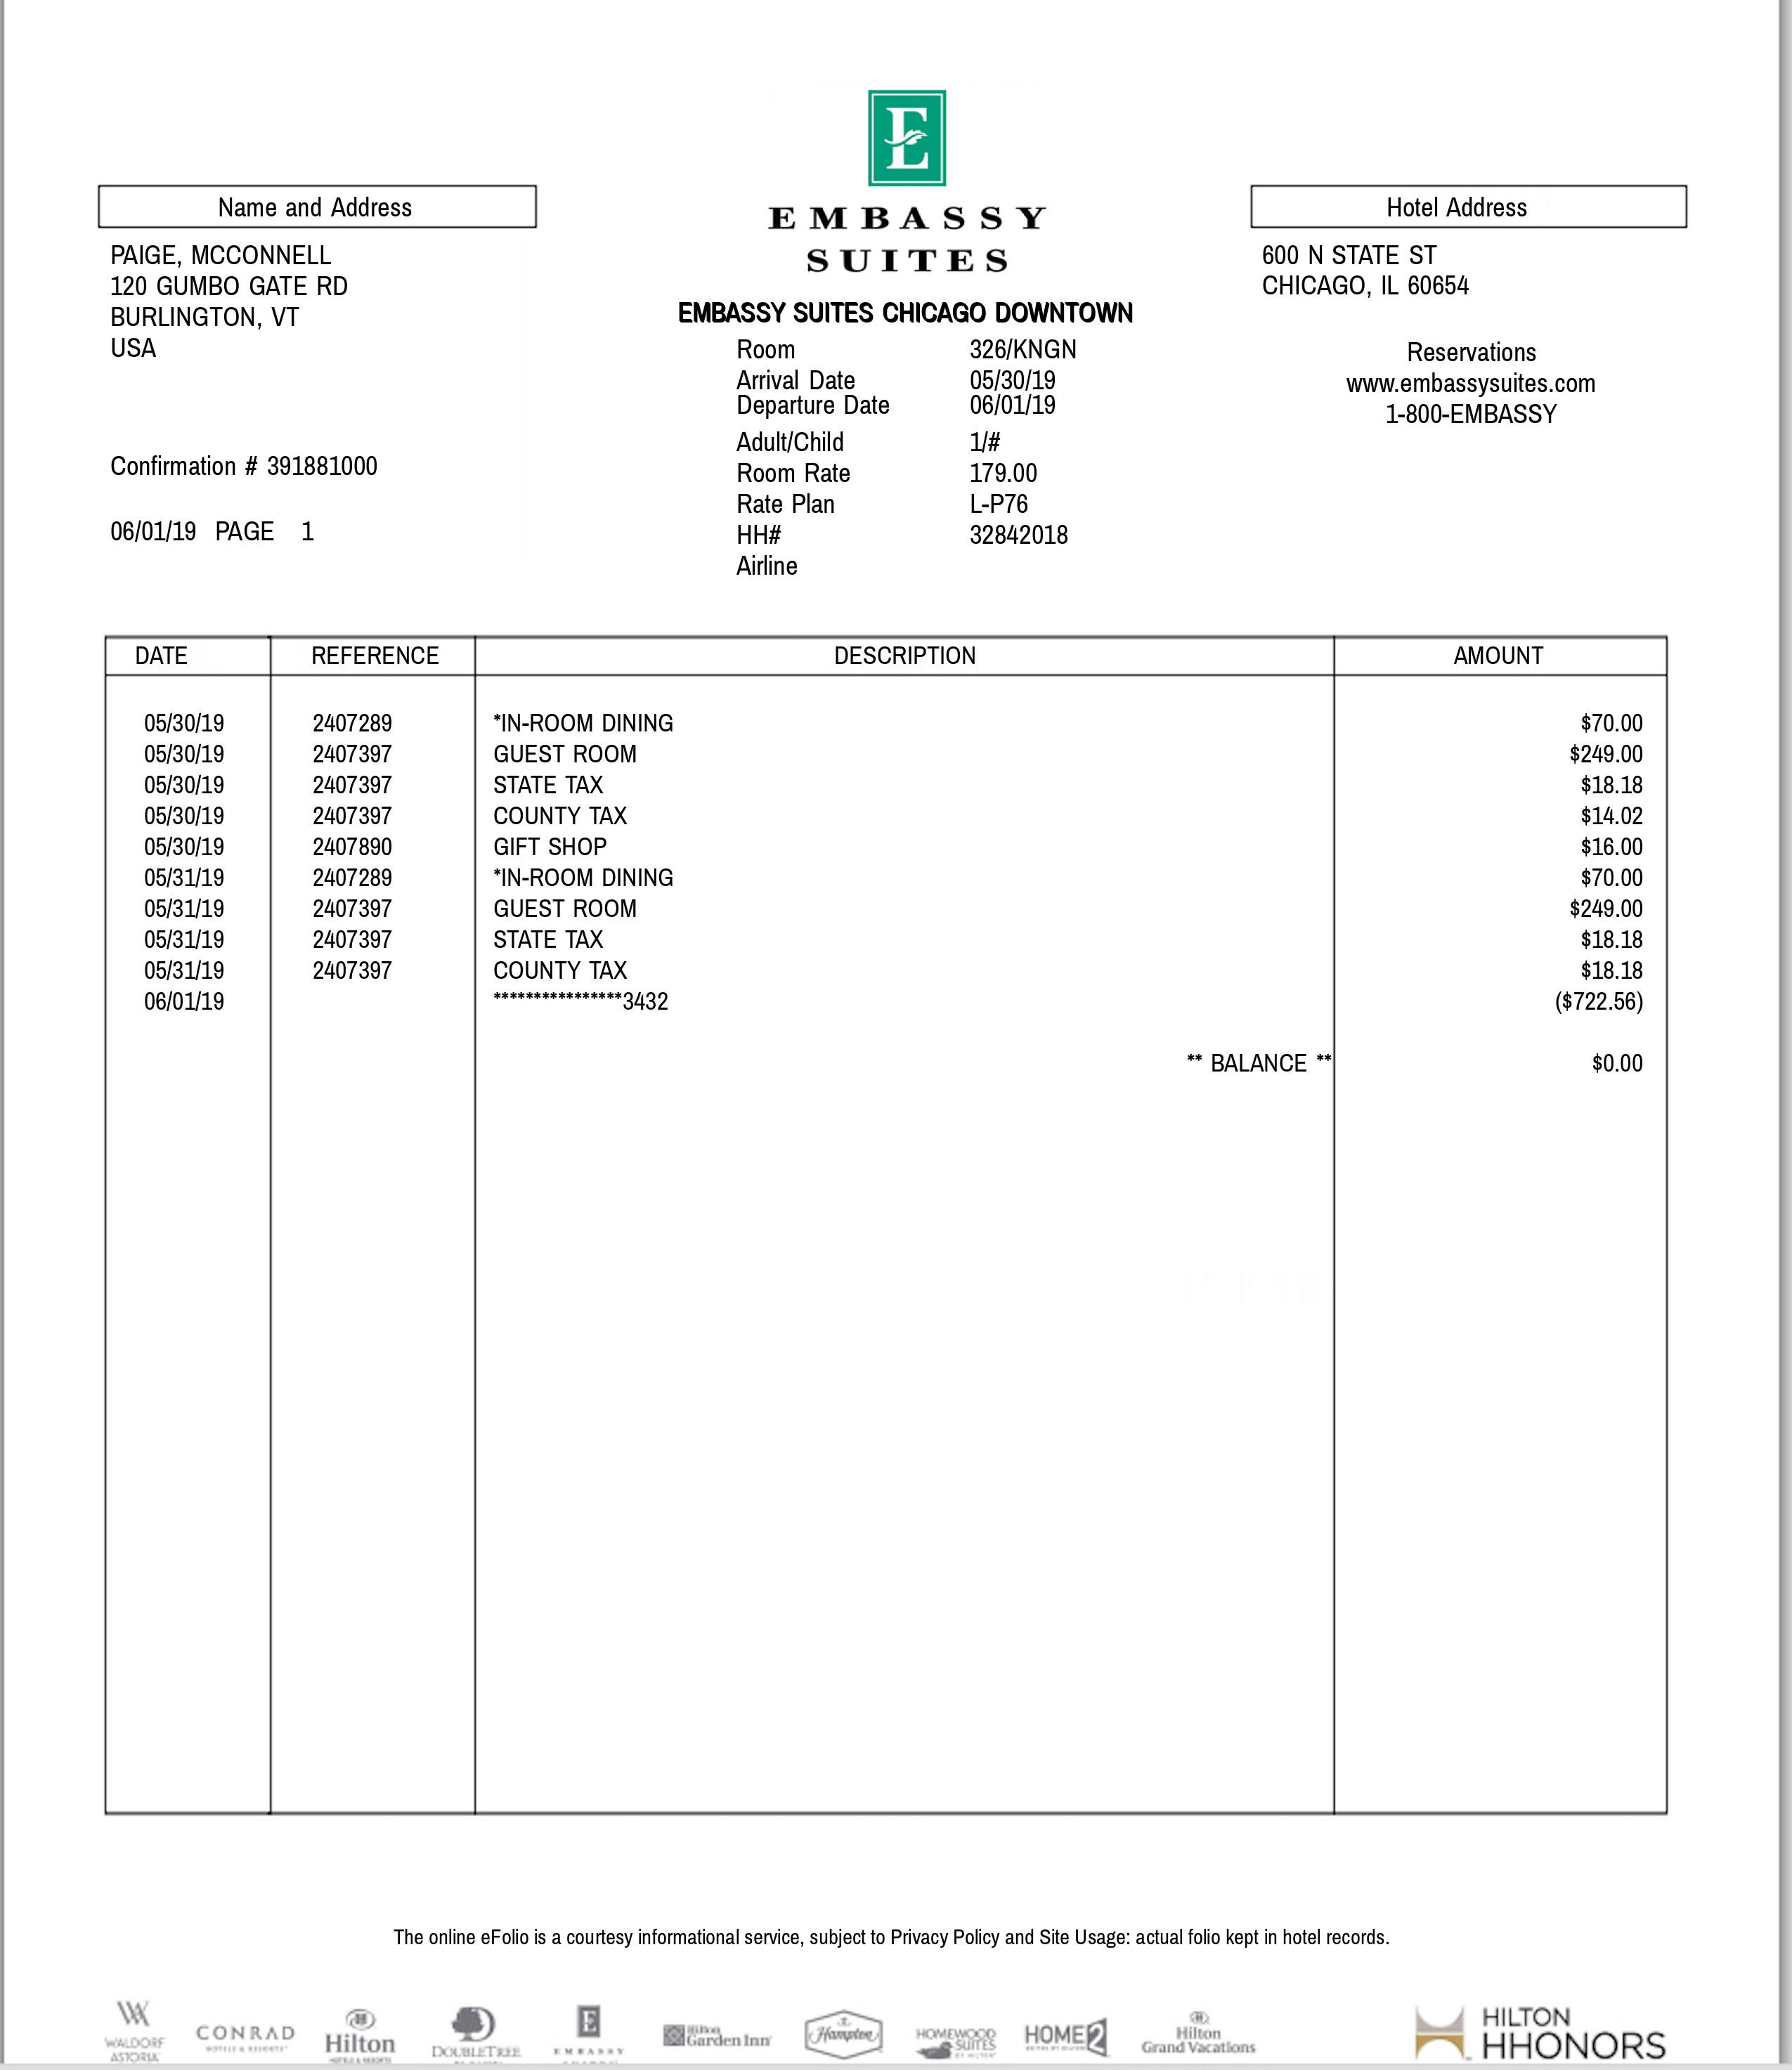 E
EMBASSY
SUITES
Name and Address
PAIGE, MCCONNELL
120 GUMBO GATE RD
BURLINGTON, VT
USA
Confirmation # 391881000
06/01/19 PAGE 1
EMBASSY SUITES CHICAGO DOWNTOWN
Room 326/KNGN
Arrival Date 05/30/19
Departure Date 06/01/19
Adult/Child 1/#
Room Rate 179.00
Rate Plan L-P76
HH# 32842018
Airline
Hotel Address
600 N STATE ST
CHICAGO, IL 60654
Reservations
www.embassysuites.com
1-800-EMBASSY
DATE REFERENCE DESCRIPTION AMOUNT
05/30/19 2407289 *IN-ROOM DINING $70.00
05/30/19 2407397 GUEST ROOM $249.00
05/30/19 2407397 STATE TAX $18.18
05/30/19 2407397 COUNTY TAX $14.02
05/30/19 2407890 GIFT SHOP $16.00
05/31/19 2407289 *IN-ROOM DINING $70.00
05/31/19 2407397 GUEST ROOM $249.00
05/31/19 2407397 STATE TAX $18.18
05/31/19 2407397 COUNTY TAX $18.18
06/01/19 ****************3432 ($722.56)
** BALANCE ** $0.00
The online eFolio is a courtesy informational service, subject to Privacy Policy and Site Usage: actual folio kept in hotel records.
WALDORF
ASTORIA
CONRAD
HOTELS & RESORTS
Hilton
HOTELS & RESORTS
DOUBLETREE
E
EMBASSY
Hilton
Garden Inn
Hampton
HOMEWOOD
SUITES
BY HILTON
HOME2
SUITES BY HILTON
Hilton
Grand Vacations
HILTON
HHONORS